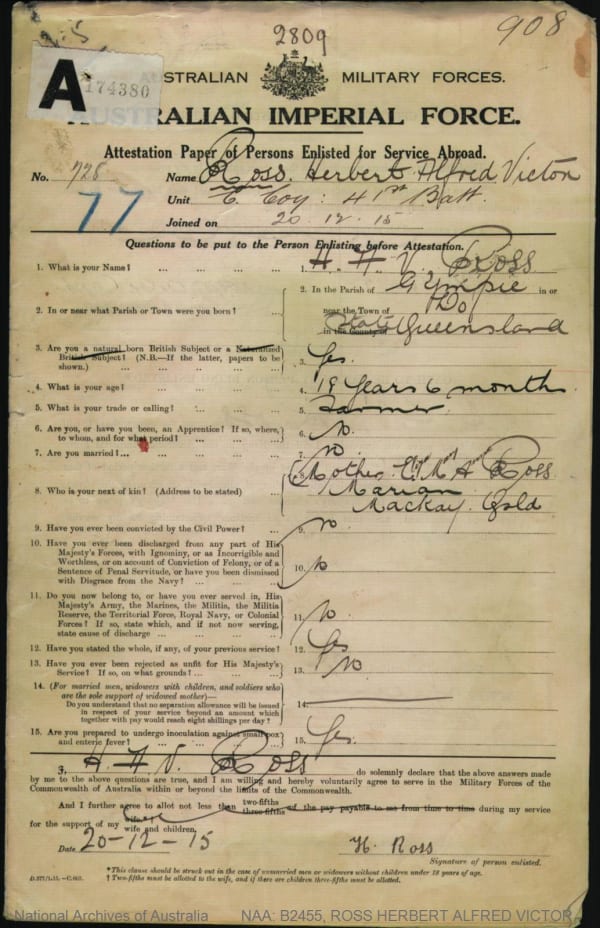 2809
908
A
174380
AUSTRALIAN MILITARY FORCES.
AUSTRALIAN IMPERIAL FORCE.
Attestation Paper of Persons Enlisted for Service Abroad.
No. 728 Name Ross. Herbert Alfred Victor
77
Unit C. Coy: 41st Batt.
Joined on 20.12.15
Questions to be put to the Person Enlisting before Attestation.
1. What is your Name? ... ... ... ... 1. H. A. V. Ross
2. In or near what Parish or Town were you born? ... 2. In the Parish of Gympie in or
near the Town of Do
in the County of State Queensland
3. Are you a natural born British Subject or a Naturalized
British Subject? (N.B.—If the latter, papers to be
shown.) ... ... ... ... 3. Yes.
4. What is your age? ... ... ... ... 4. 19 years 6 month
5. What is your trade or calling? ... ... ... 5. Farmer
6. Are you, or have you been, an Apprentice? If so, where,
to whom, and for what period? ... ... ... 6. No.
7. Are you married? ... ... ... ... 7. No
8. Who is your next of kin? (Address to be stated) ... 8. Mother E. M. A. Ross
Marian
Mackay. Qld
9. Have you ever been convicted by the Civil Power? ... 9. No
10. Have you ever been discharged from any part of His
Majesty's Forces, with Ignominy, or as Incorrigible and
Worthless, or on account of Conviction of Felony, or of a
Sentence of Penal Servitude, or have you been dismissed
with Disgrace from the Navy? ... ... ... 10. No
11. Do you now belong to, or have you ever served in, His
Majesty's Army, the Marines, the Militia, the Militia
Reserve, the Territorial Force, Royal Navy, or Colonial
Forces? If so, state which, and if not now serving,
state cause of discharge ... ... ... ... 11. No
12. Have you stated the whole, if any, of your previous service? 12. Yes
13. Have you ever been rejected as unfit for His Majesty's
Service? If so, on what grounds? ... ... ... 13. No
14. (For married men, widowers with children, and soldiers who
are the sole support of widowed mother)—
Do you understand that no separation allowance will be issued
in respect of your service beyond an amount which
together with pay would reach eight shillings per day? 14.
15. Are you prepared to undergo inoculation against small pox
and enteric fever? ... ... ... ... 15. Yes.
I, H. A. V. Ross do solemnly declare that the above answers made
by me to the above questions are true, and I am willing and hereby voluntarily agree to serve in the Military Forces of the
Commonwealth of Australia within or beyond the limits of the Commonwealth.
And I further agree to allot not less than two-fifths three-fifths of the pay payable to me from time to time during my service
for the support of my wife wife and children.
Date 20-12-15 H. Ross
Signature of person enlisted.
D.377/1.15.—C.603.
* This clause should be struck out in the case of unmarried men or widowers without children under 18 years of age.
† Two-fifths must be allotted to the wife, and if there are children three-fifths must be allotted.
National Archives of Australia NAA: B2455, ROSS HERBERT ALFRED VICTOR